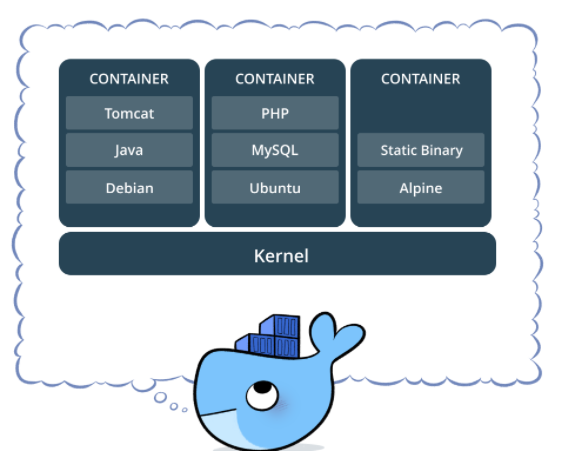 CONTAINER
Tomcat
Java
Debian
CONTAINER
PHP
MySQL
Ubuntu
CONTAINER
Static Binary
Alpine
Kernel